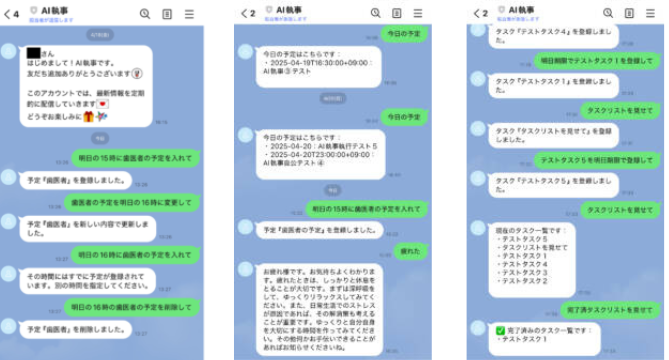 4
AI執事
さん
はじめまして！AI執事です。
友だち追加ありがとうございます
このアカウントでは、最新情報を定期
的に配信していきます
どうぞお楽しみに
今日
明日の15時に歯医者の予定を入れて
予定『歯医者』を登録しました。
歯医者の予定を明日の16時に変更して
予定『歯医者』を新しい内容で更新しま
した。
明日の16時に歯医者の予定を入れて
その時間にはすでに予定が登録されて
います。別の時間を指定してください。
明日の16時の歯医者の予定を削除して
予定『歯医者』を削除しました。
2
AI執事
今日の予定
今日の予定はこちらです：
・2025-04-19T16:30:00+09:00：
AI執事③テスト
今日の予定
今日の予定はこちらです：
・2025-04-20：AI執事執行テスト5
・2025-04-20T23:00:00+09:00：
今日
明日の15時に歯医者の予定を入れて
予定『歯医者の予定』を登録しました。
疲れた
お疲れ様です。お気持ちよくわかりま
す。疲れたときは、しっかりと休息を
とることが大切です。まずは深呼吸を
して、ゆっくりリラックスしてみてく
ださい。また、日常生活でのストレス
が原因であれば、その解消策も考える
ことが重要です。ゆっくりと自分自身
を大切にする時間を作ってみてくださ
い。その他何かお手伝いできることが
あればお知らせくださいね。
2
AI執事
タスク『テストタスク4』を登録しまし
た。
明日期限でテストタスク1を登録して
タスク『テストタスク1』を登録しまし
た。
タスクリストを見せて
タスク『タスクリストを見せて』を登録
しました。
テストタスク5を明日期限で登録して
タスク『テストタスク5』を登録しまし
た。
タスクリストを見せて
現在のタスク一覧です：
・テストタスク5
・タスクリストを見せて
・テストタスク1
・テストタスク4
・テストタスク3
・テストタスク2
完了済タスクリストを見せて
完了済みのタスク一覧です：
・テストタスク1